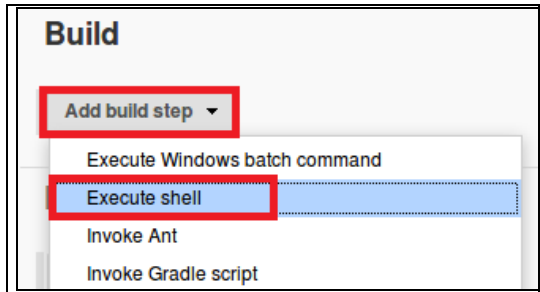 Build
Add build step
Execute Windows batch command
Execute shell
Invoke Ant
Invoke Gradle script